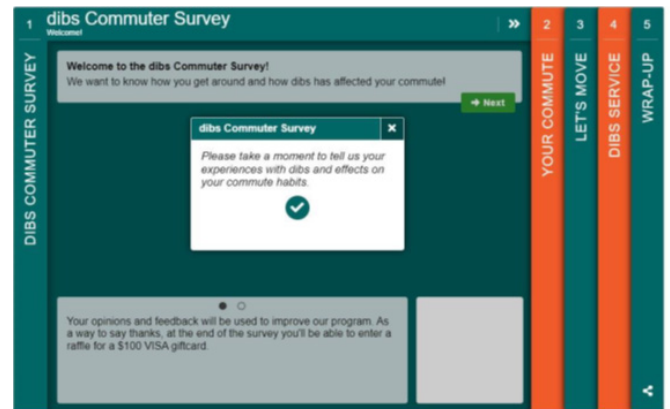 1
dibs Commuter Survey
Welcome!
DIBS COMMUTER SURVEY
Welcome to the dibs Commuter Survey!
We want to know how you get around and how dibs has affected your commute!
Next
dibs Commuter Survey
Please take a moment to tell us your
experiences with dibs and effects on
your commute habits.
Your opinions and feedback will be used to improve our program. As
a way to say thanks, at the end of the survey you'll be able to enter a
raffle for a $100 VISA giftcard.
2
YOUR COMMUTE
3
LET'S MOVE
4
DIBS SERVICE
5
WRAP-UP